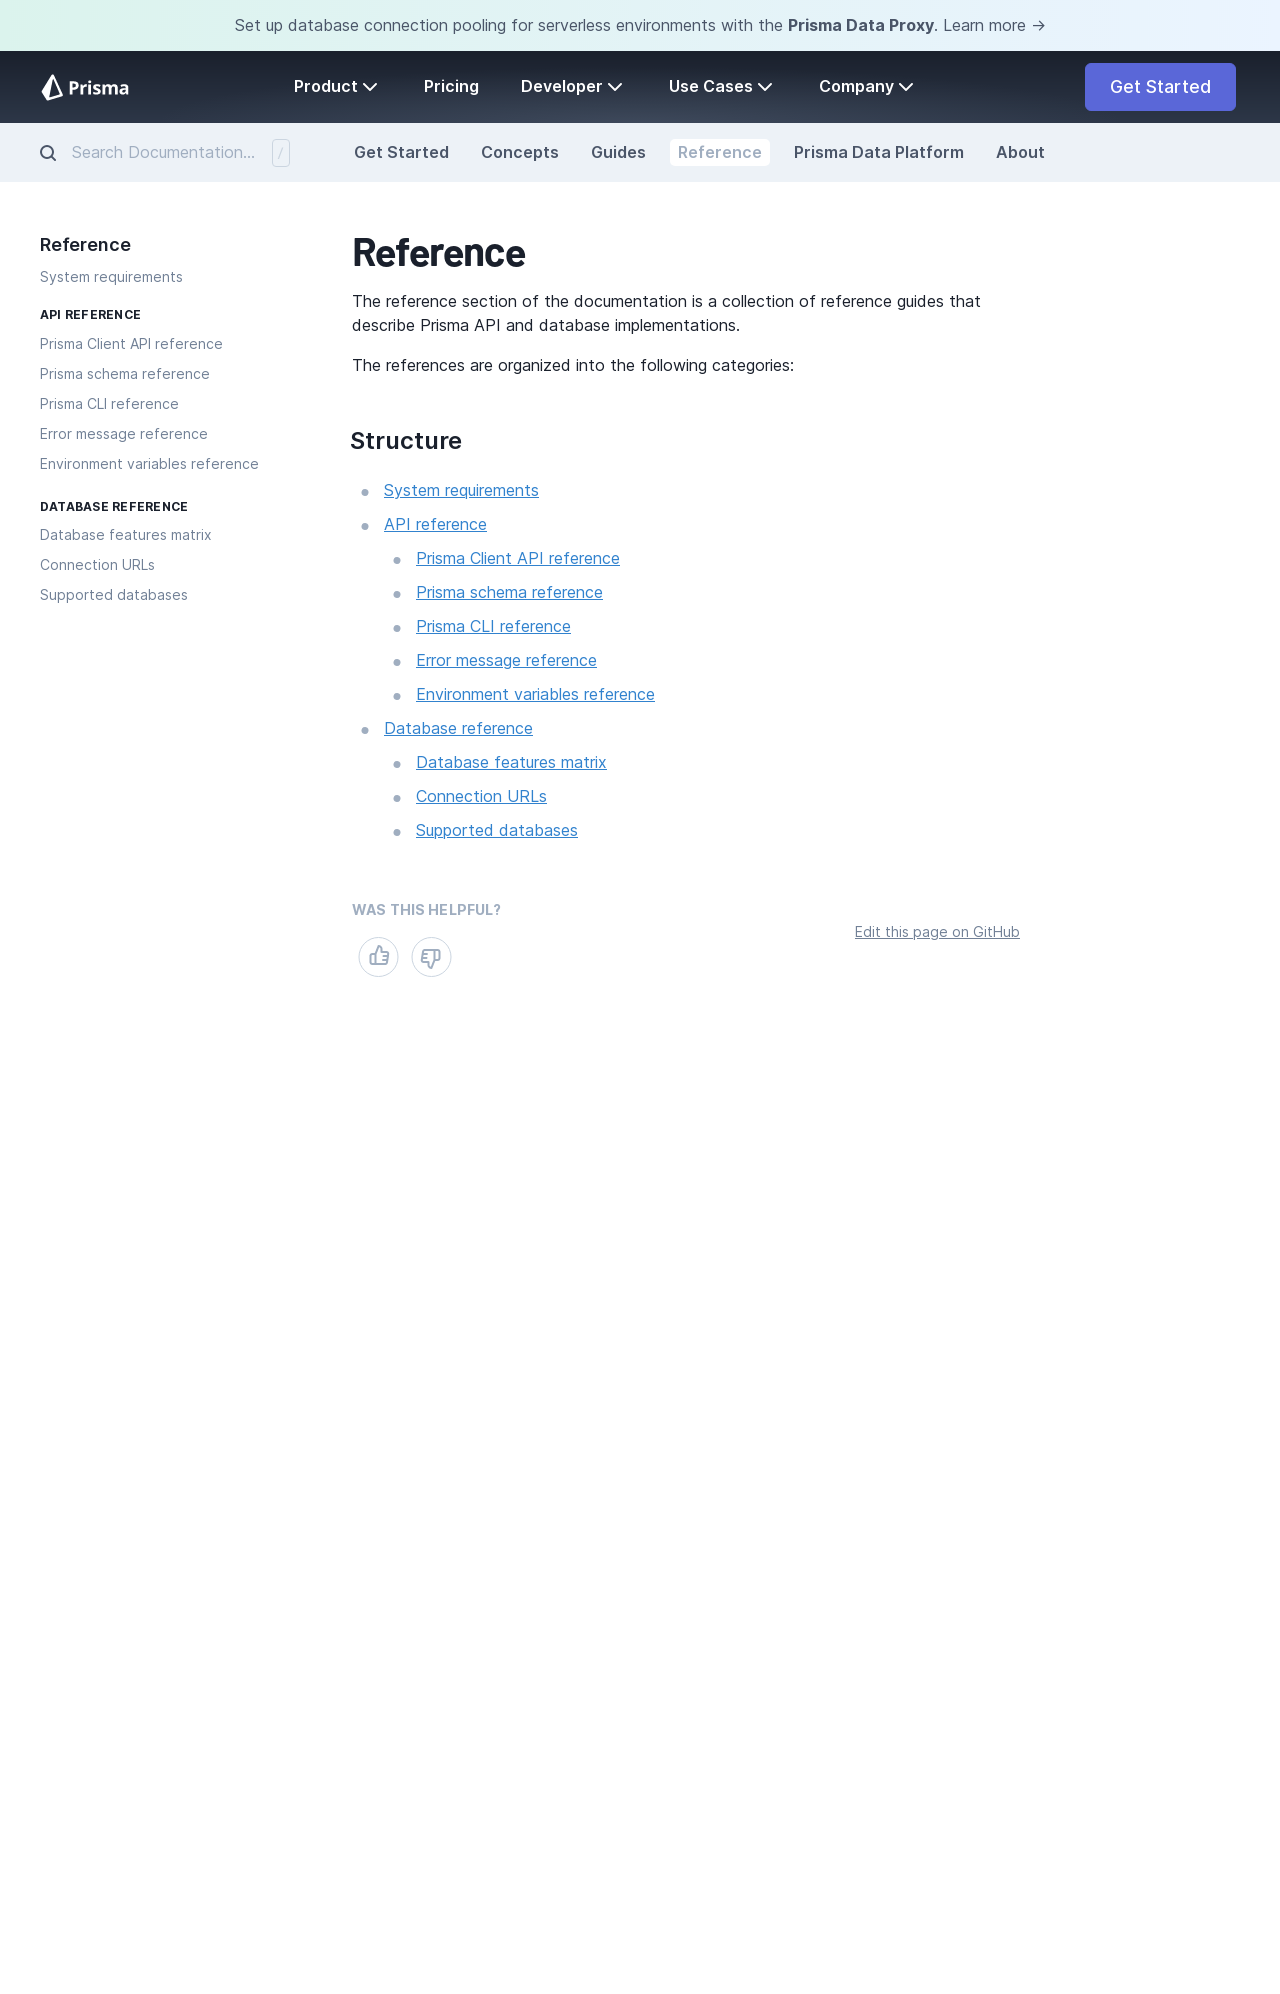 Set up database connection pooling for serverless environments with the Prisma Data Proxy. Learn more →
Prisma
Product
Pricing
Developer
Use Cases
Company
Get Started
Search Documentation...
/
Get Started
Concepts
Guides
Reference
Prisma Data Platform
About
Reference
System requirements
API REFERENCE
Prisma Client API reference
Prisma schema reference
Prisma CLI reference
Error message reference
Environment variables reference
DATABASE REFERENCE
Database features matrix
Connection URLs
Supported databases
Reference
The reference section of the documentation is a collection of reference guides that
describe Prisma API and database implementations.
The references are organized into the following categories:
Structure
System requirements
API reference
Prisma Client API reference
Prisma schema reference
Prisma CLI reference
Error message reference
Environment variables reference
Database reference
Database features matrix
Connection URLs
Supported databases
WAS THIS HELPFUL?
Edit this page on GitHub